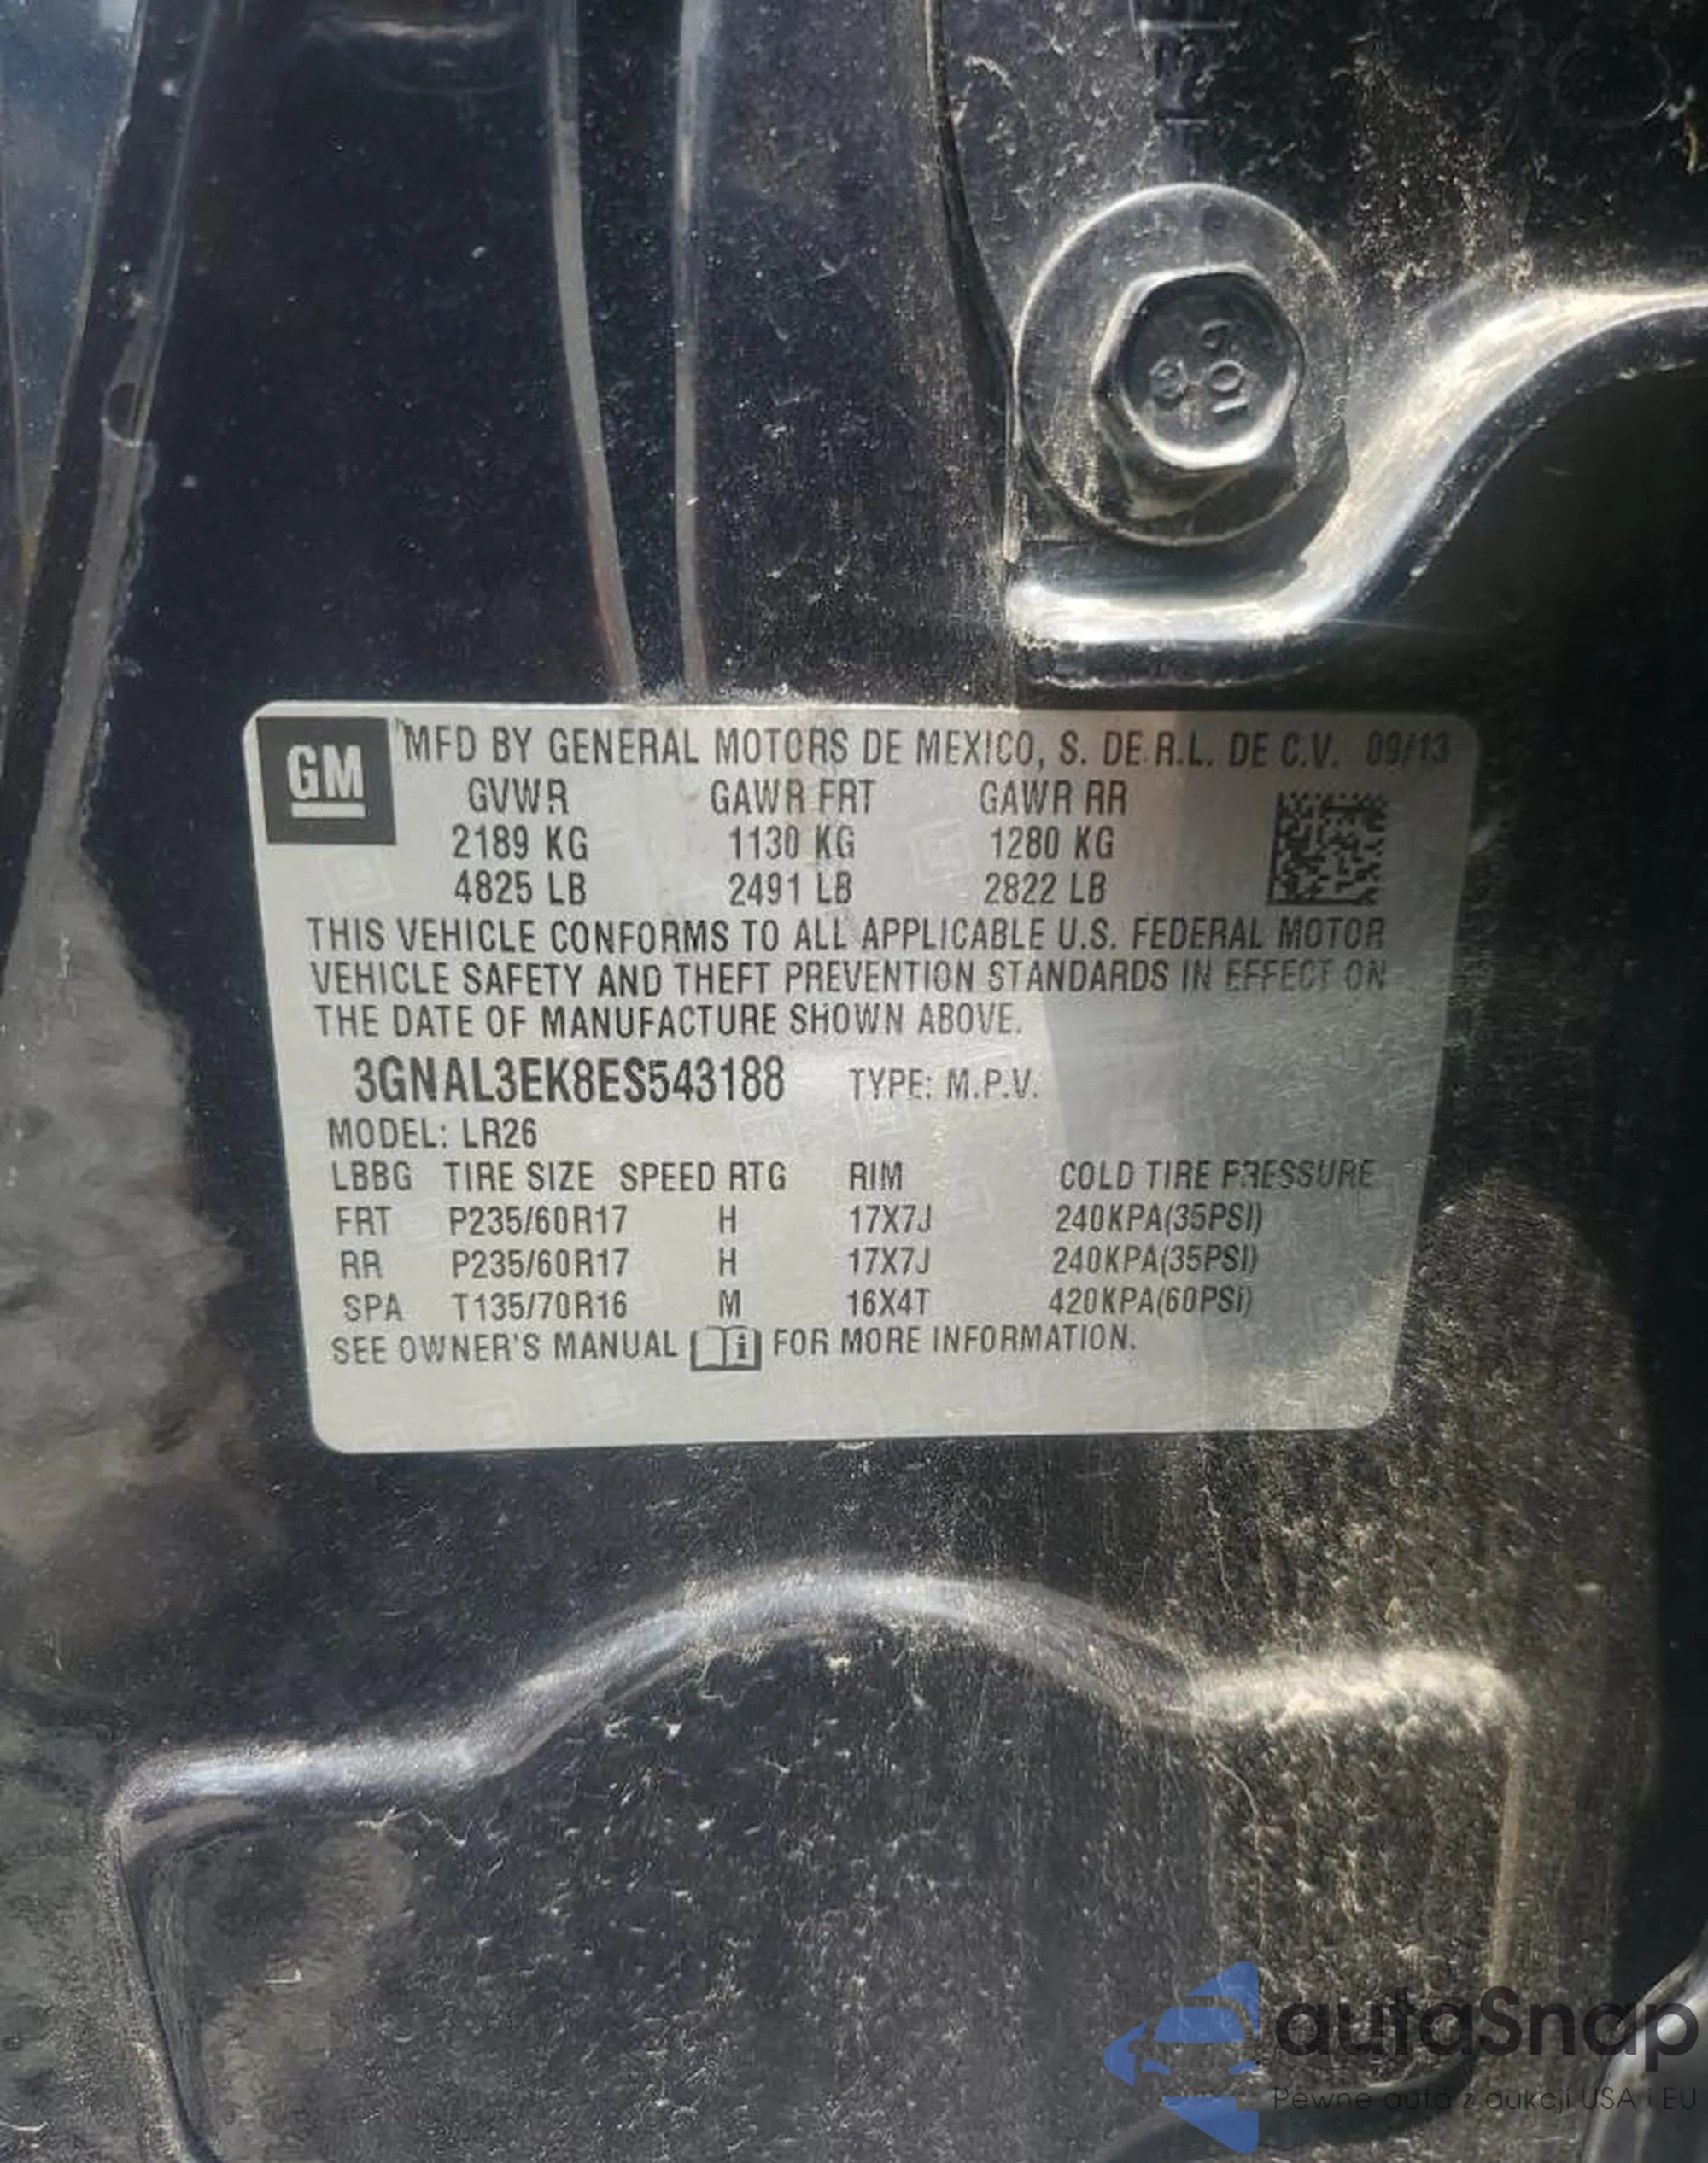 GM
MFD BY GENERAL MOTORS DE MEXICO, S. DE R.L. DE C.V. 09/13
GVWR GAWR FRT GAWR RR
2189 KG 1130 KG 1280 KG
4825 LB 2491 LB 2822 LB
THIS VEHICLE CONFORMS TO ALL APPLICABLE U.S. FEDERAL MOTOR
VEHICLE SAFETY AND THEFT PREVENTION STANDARDS IN EFFECT ON
THE DATE OF MANUFACTURE SHOWN ABOVE.
3GNAL3EK8ES543188 TYPE: M.P.V.
MODEL: LR26
LBBG TIRE SIZE SPEED RTG RIM COLD TIRE PRESSURE
FRT P235/60R17 H 17X7J 240KPA(35PSI)
RR P235/60R17 H 17X7J 240KPA(35PSI)
SPA T135/70R16 M 16X4T 420KPA(60PSI)
SEE OWNER'S MANUAL i FOR MORE INFORMATION.
autaSnap
Pewne auta z aukcji USA i EU